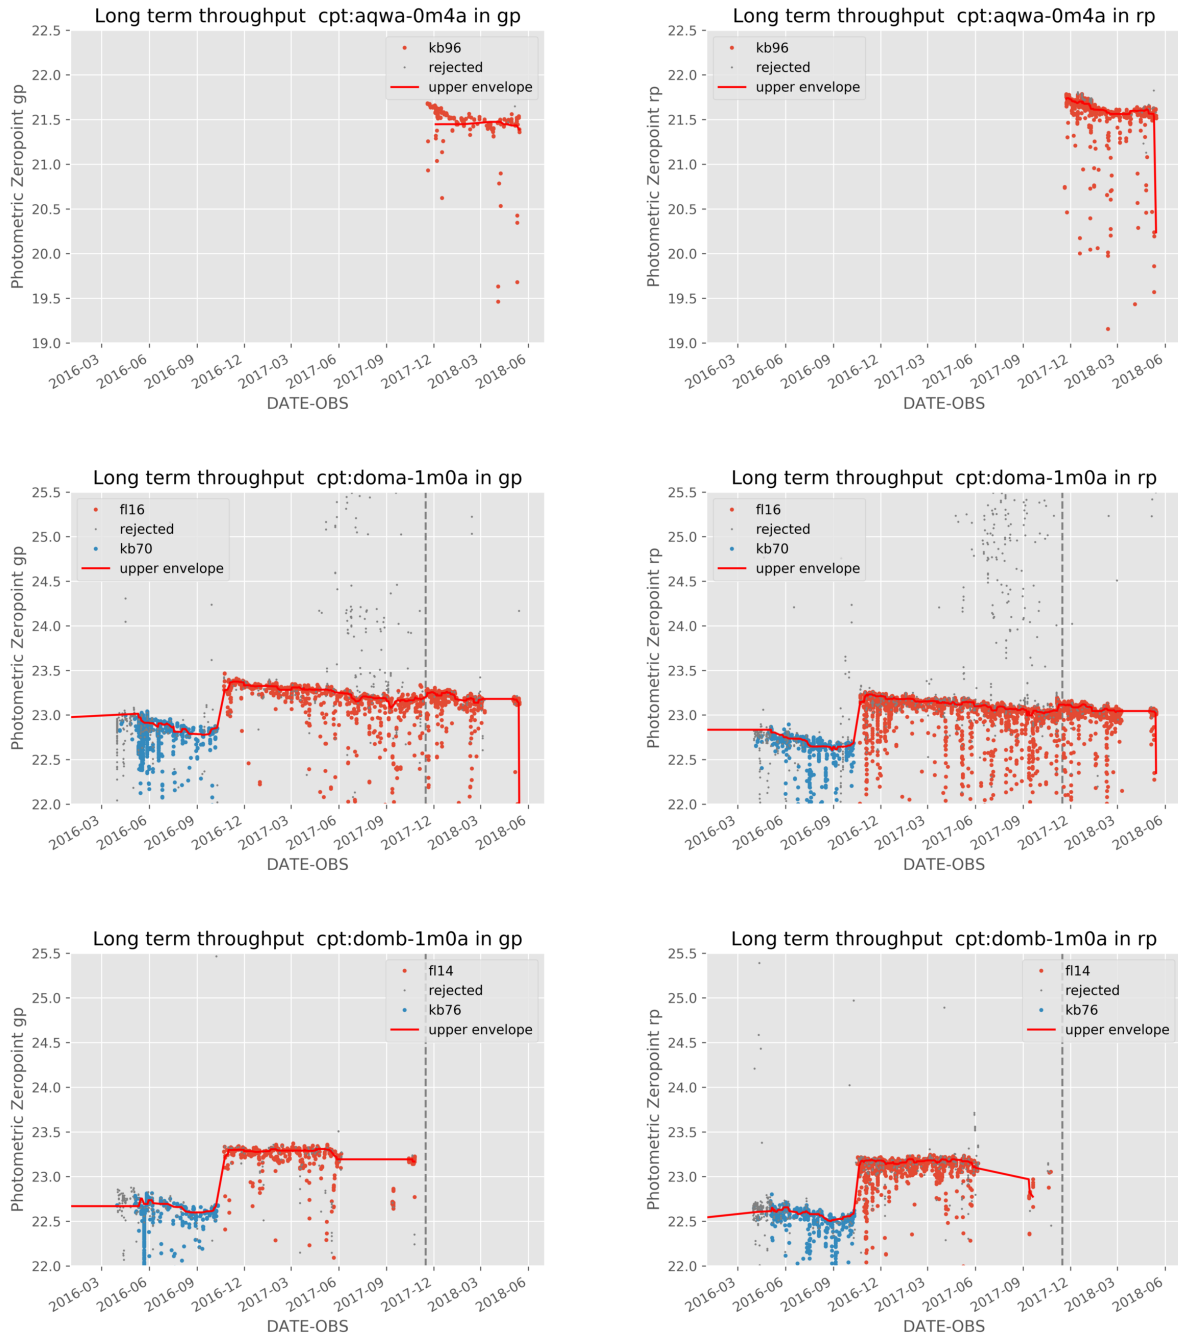 Long term throughput  cpt:aqwa-0m4a in gp
Photometric Zeropoint gp
22.5
22.0
21.5
21.0
20.5
20.0
19.5
19.0
kb96
rejected
upper envelope
2016-03 2016-06 2016-09 2016-12 2017-03 2017-06 2017-09 2017-12 2018-03 2018-06
DATE-OBS
Long term throughput  cpt:aqwa-0m4a in rp
Photometric Zeropoint rp
22.5
22.0
21.5
21.0
20.5
20.0
19.5
19.0
kb96
rejected
upper envelope
2016-03 2016-06 2016-09 2016-12 2017-03 2017-06 2017-09 2017-12 2018-03 2018-06
DATE-OBS
Long term throughput  cpt:doma-1m0a in gp
Photometric Zeropoint gp
25.5
25.0
24.5
24.0
23.5
23.0
22.5
22.0
fl16
rejected
kb70
upper envelope
2016-03 2016-06 2016-09 2016-12 2017-03 2017-06 2017-09 2017-12 2018-03 2018-06
DATE-OBS
Long term throughput  cpt:doma-1m0a in rp
Photometric Zeropoint rp
25.5
25.0
24.5
24.0
23.5
23.0
22.5
22.0
fl16
rejected
kb70
upper envelope
2016-03 2016-06 2016-09 2016-12 2017-03 2017-06 2017-09 2017-12 2018-03 2018-06
DATE-OBS
Long term throughput  cpt:domb-1m0a in gp
Photometric Zeropoint gp
25.5
25.0
24.5
24.0
23.5
23.0
22.5
22.0
fl14
rejected
kb76
upper envelope
2016-03 2016-06 2016-09 2016-12 2017-03 2017-06 2017-09 2017-12 2018-03 2018-06
DATE-OBS
Long term throughput  cpt:domb-1m0a in rp
Photometric Zeropoint rp
25.5
25.0
24.5
24.0
23.5
23.0
22.5
22.0
fl14
rejected
kb76
upper envelope
2016-03 2016-06 2016-09 2016-12 2017-03 2017-06 2017-09 2017-12 2018-03 2018-06
DATE-OBS